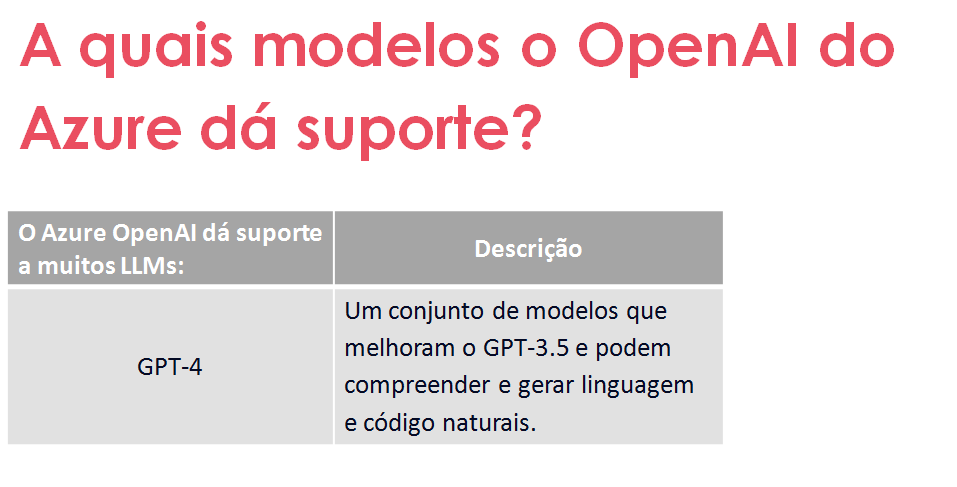 A quais modelos o OpenAI do
Azure dá suporte?
O Azure OpenAI dá suporte
a muitos LLMs:
Descrição
GPT-4
Um conjunto de modelos que
melhoram o GPT-3.5 e podem
compreender e gerar linguagem
e código naturais.